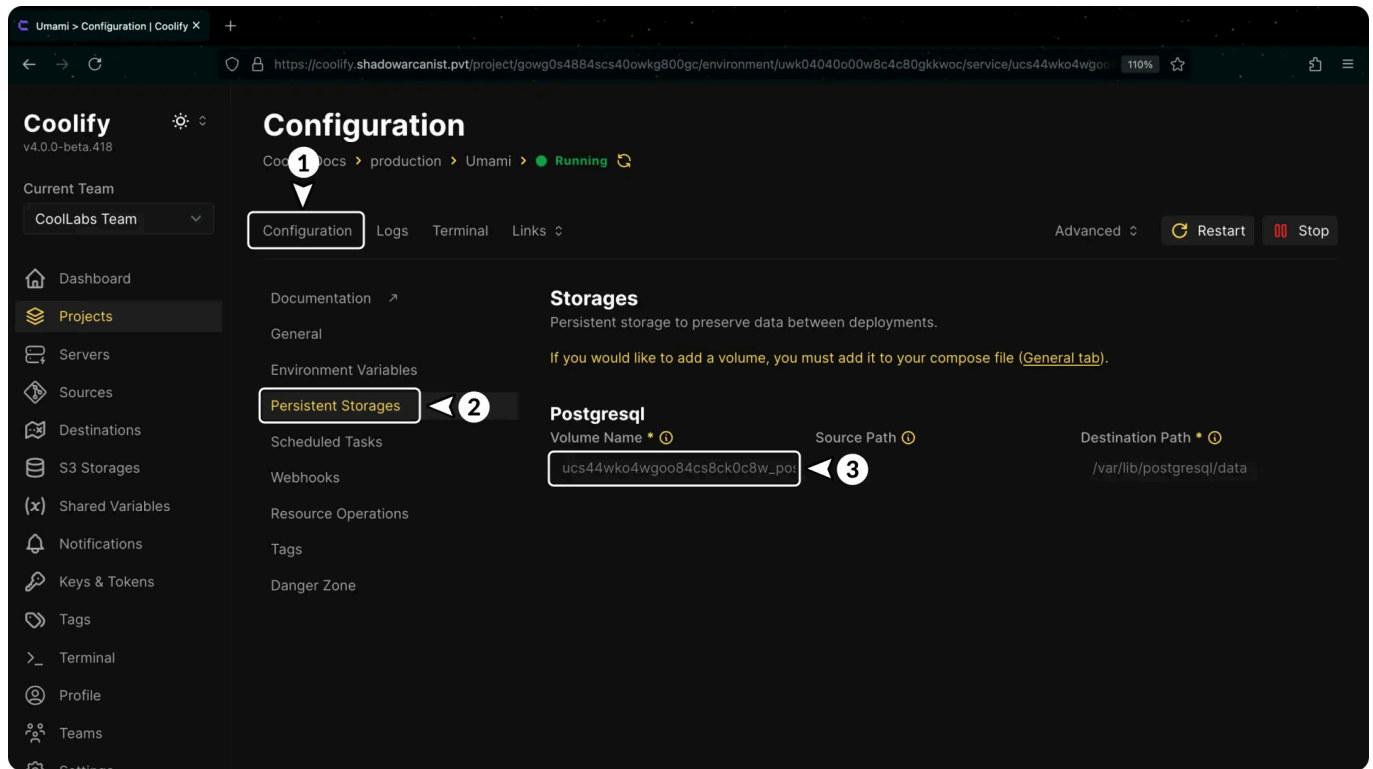 Umami > Configuration | Coolify
https://coolify.shadowarcanist.pvt/project/gowg0s4884scs40owkg800gc/environment/uwk04040o00w8c4c80gkkwoc/service/ucs44wko4wgoo
110%
Coolify
v4.0.0-beta.418
Current Team
CoolLabs Team
Dashboard
Projects
Servers
Sources
Destinations
S3 Storages
Shared Variables
Notifications
Keys & Tokens
Tags
Terminal
Profile
Teams
Configuration
1
Docs > production > Umami > Running
Configuration Logs Terminal Links
Advanced Restart Stop
Documentation
General
Environment Variables
Persistent Storages
2
Scheduled Tasks
Webhooks
Resource Operations
Tags
Danger Zone
Storages
Persistent storage to preserve data between deployments.
If you would like to add a volume, you must add it to your compose file (General tab).
Postgresql
Volume Name * Source Path Destination Path *
ucs44wko4wgoo84cs8ck0c8w_pos 3 /var/lib/postgresql/data